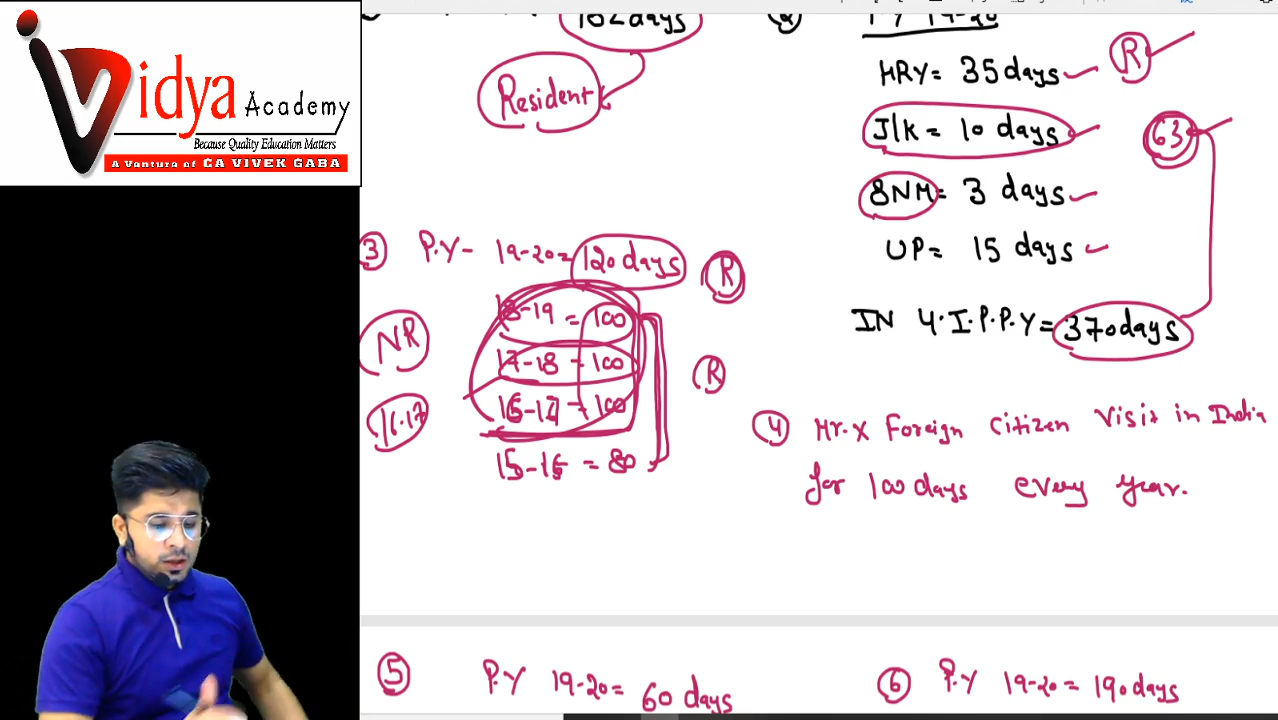 Vidya Academy
Because Quality Education Matters
A Vantura of CA VIVEK GABA
182 days
Resident
② P Y 19-20
HRY = 35 days R
J/K = 10 days 63
8NM = 3 days
UP = 15 days
IN 4.I.P.P.Y = 370 days
③ P.Y - 19-20 = 120 days R
18-19 = 100
NR
17-18 - 100 R
16-17 - 100
16-17
15-16 = 80
④ Mr.X Foreign Citizen Visit in India
for 100 days every year.
⑤ P.Y 19-20 = 60 days
⑥ P.Y 19-20 = 190 days